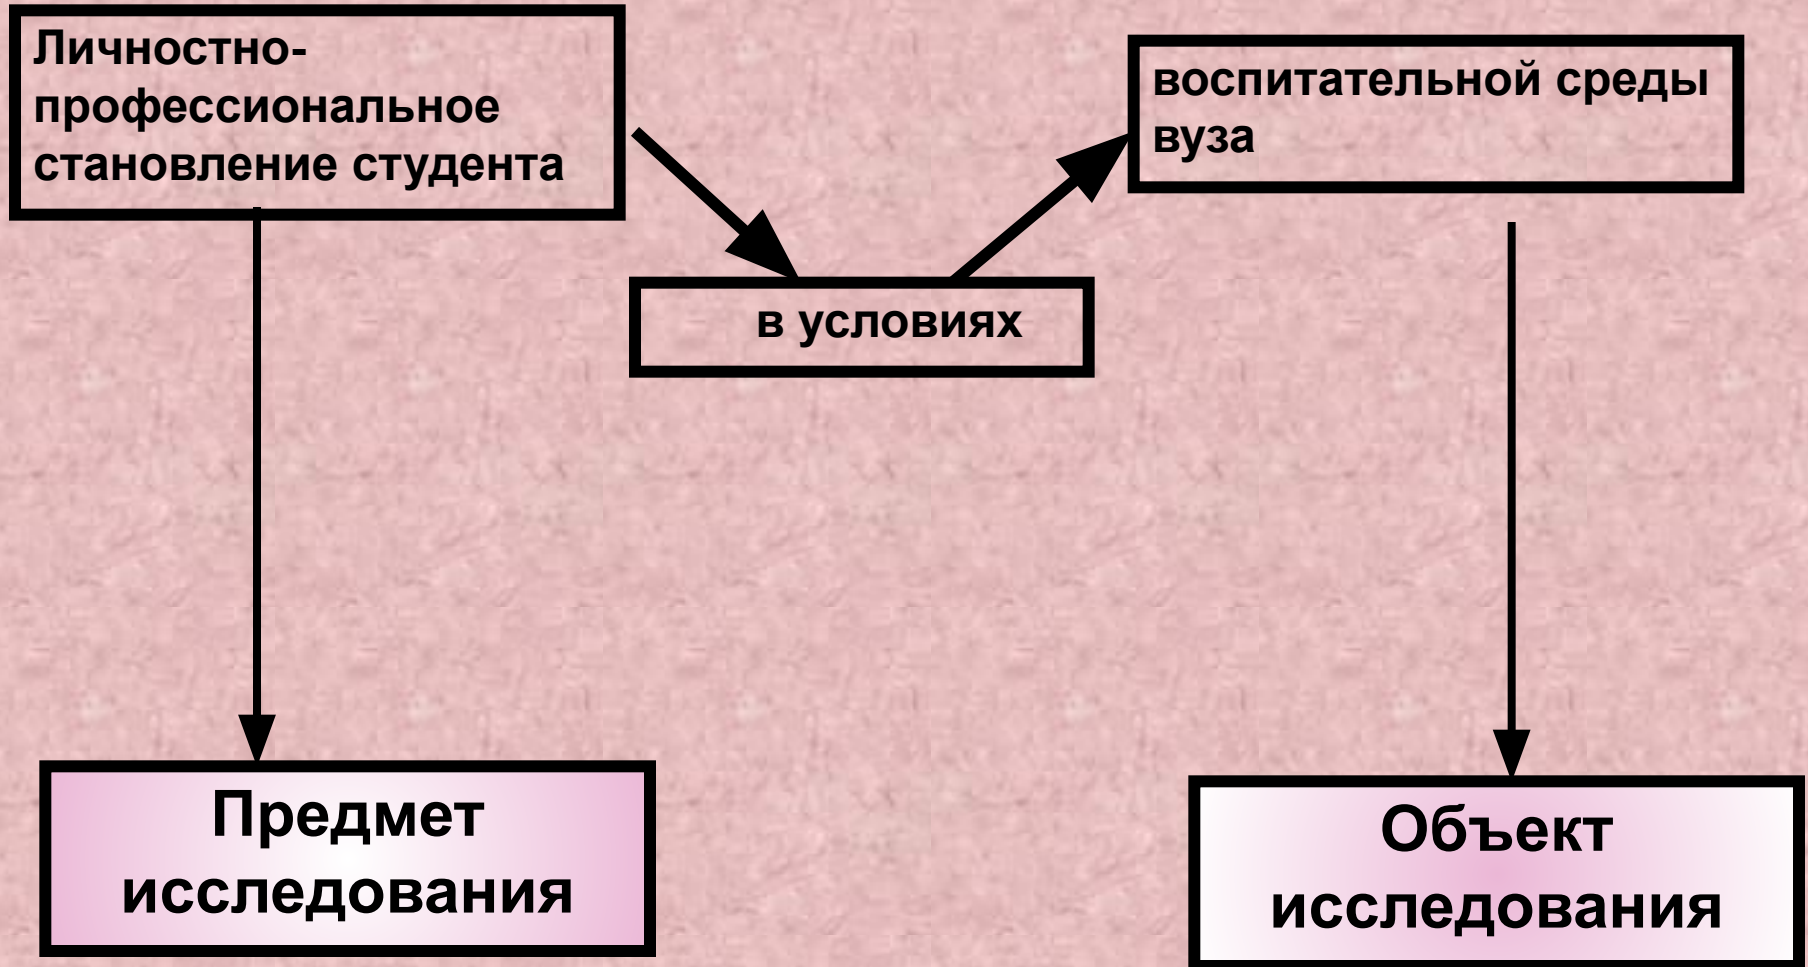 Личностно-
профессиональное
становление студента
воспитательной среды
вуза
в условиях
Предмет
исследования
Объект
исследования